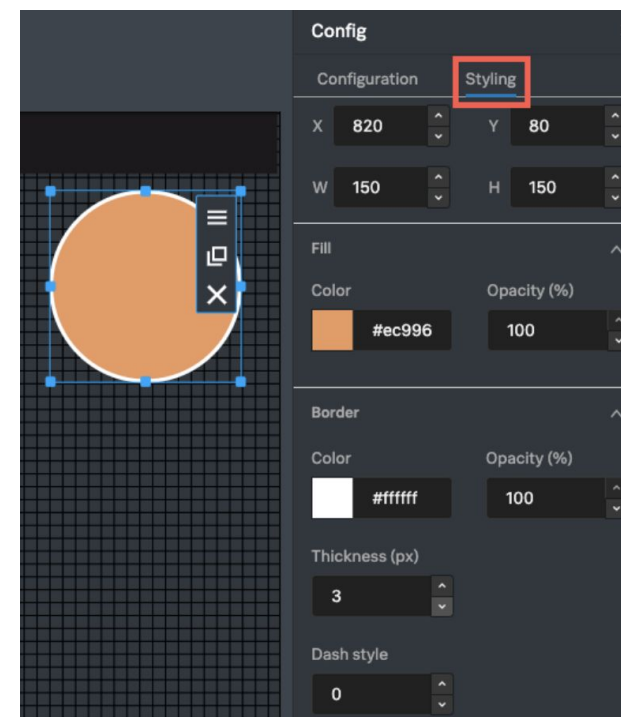 Config
Configuration Styling
X 820 Y 80
W 150 H 150
Fill
Color Opacity (%)
#ec996 100
Border
Color Opacity (%)
#ffffff 100
Thickness (px)
3
Dash style
0